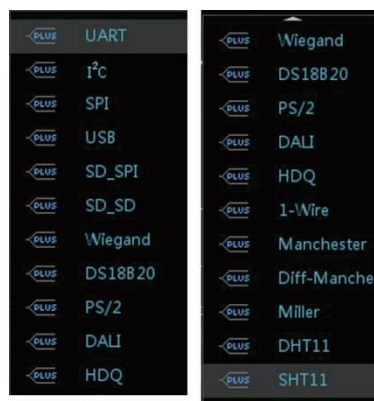 PLUS UART
PLUS I²C
PLUS SPI
PLUS USB
PLUS SD_SPI
PLUS SD_SD
PLUS Wiegand
PLUS DS18B20
PLUS PS/2
PLUS DALI
PLUS HDQ
PLUS Wiegand
PLUS DS18B20
PLUS PS/2
PLUS DALI
PLUS HDQ
PLUS 1-Wire
PLUS Manchester
PLUS Diff-Manche
PLUS Miller
PLUS DHT11
PLUS SHT11